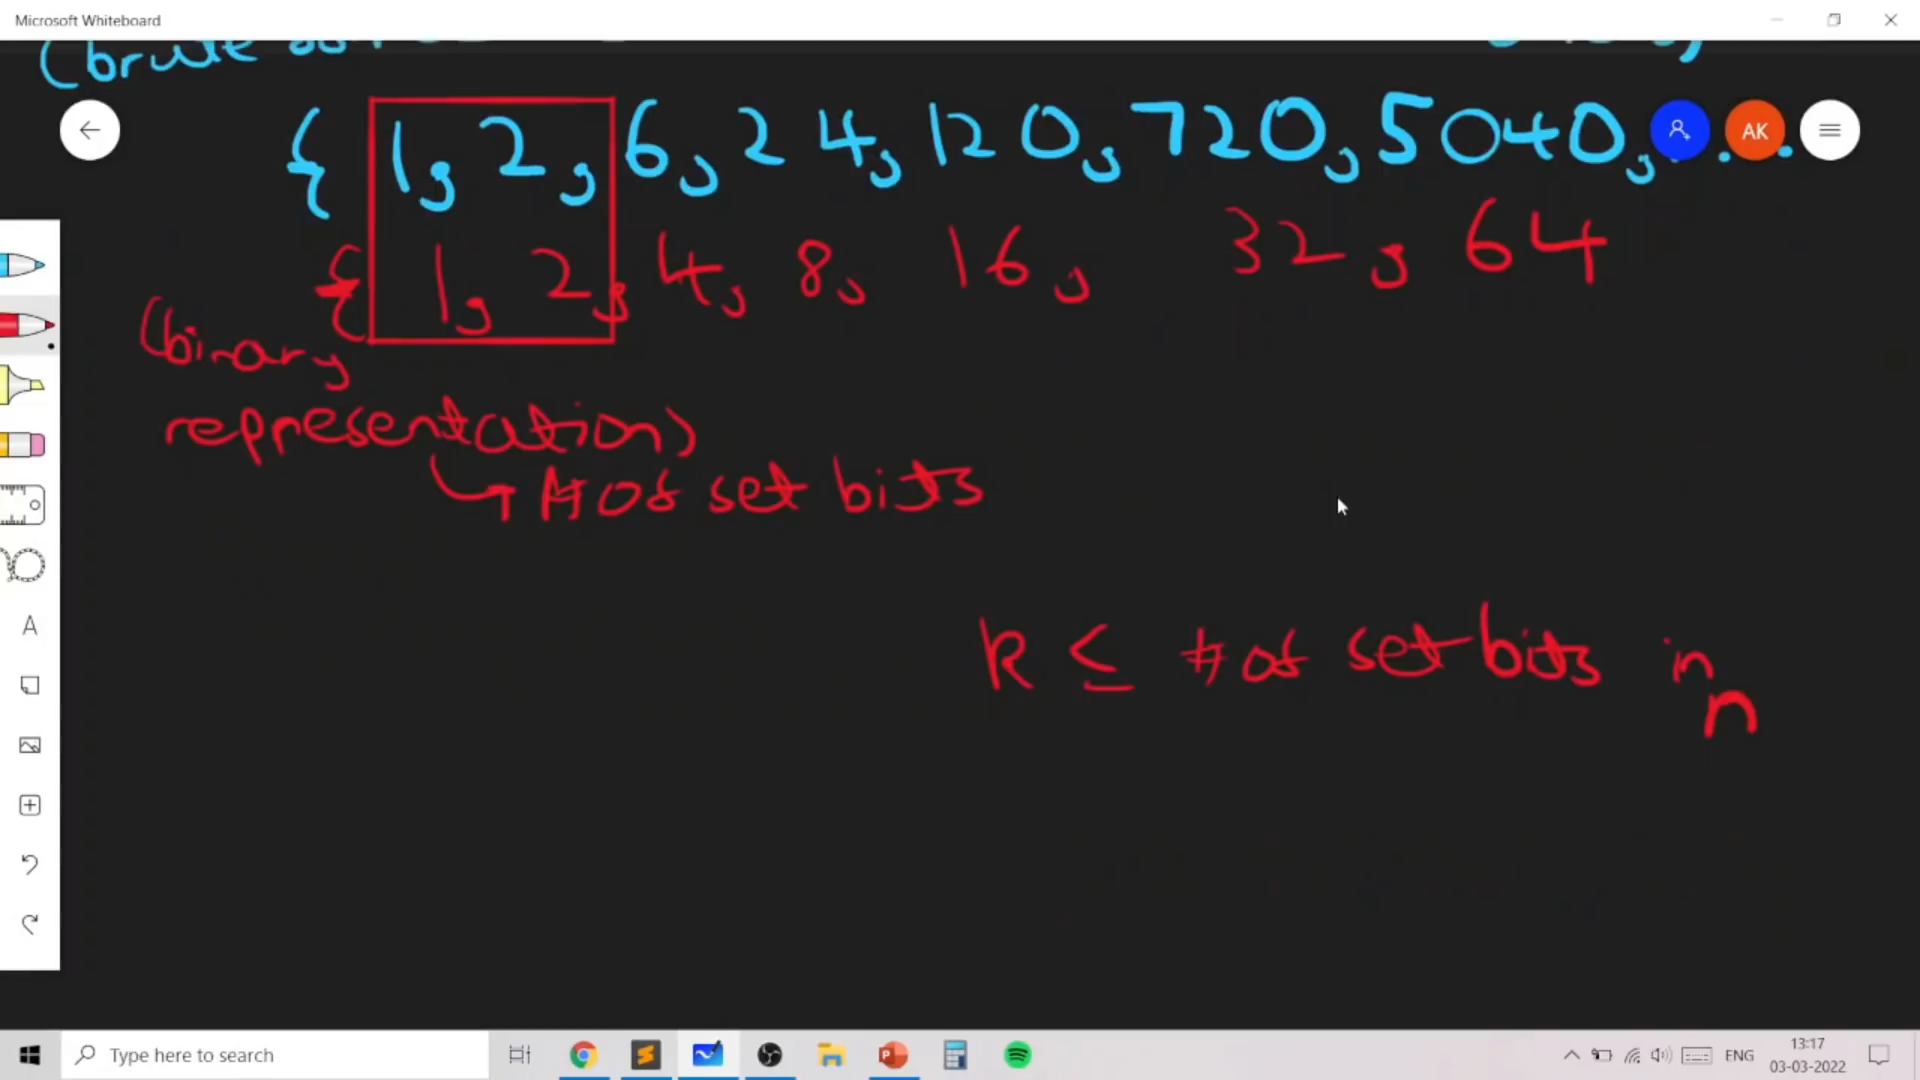 Microsoft Whiteboard
(brute
{ 1, 2, 6, 24, 120, 720, 5040, ...
AK
{ 1, 2, 4, 8, 16, 32, 64
(binary
representation)
# of set bits
A
k ≤ # of set bits in
n
Type here to search
ENG
13:17
03-03-2022